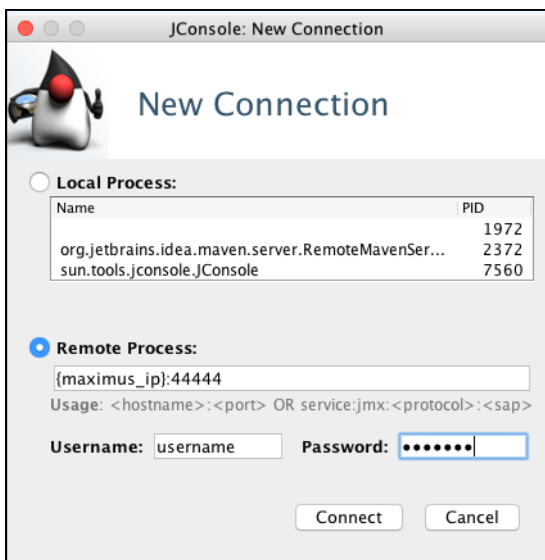 JConsole: New Connection
New Connection
Local Process:
Name PID
1972
org.jetbrains.idea.maven.server.RemoteMavenSer... 2372
sun.tools.jconsole.JConsole 7560
Remote Process:
{maximus_ip}:44444
Usage: <hostname>:<port> OR service:jmx:<protocol>:<sap>
Username: username Password: •••••••
Connect Cancel